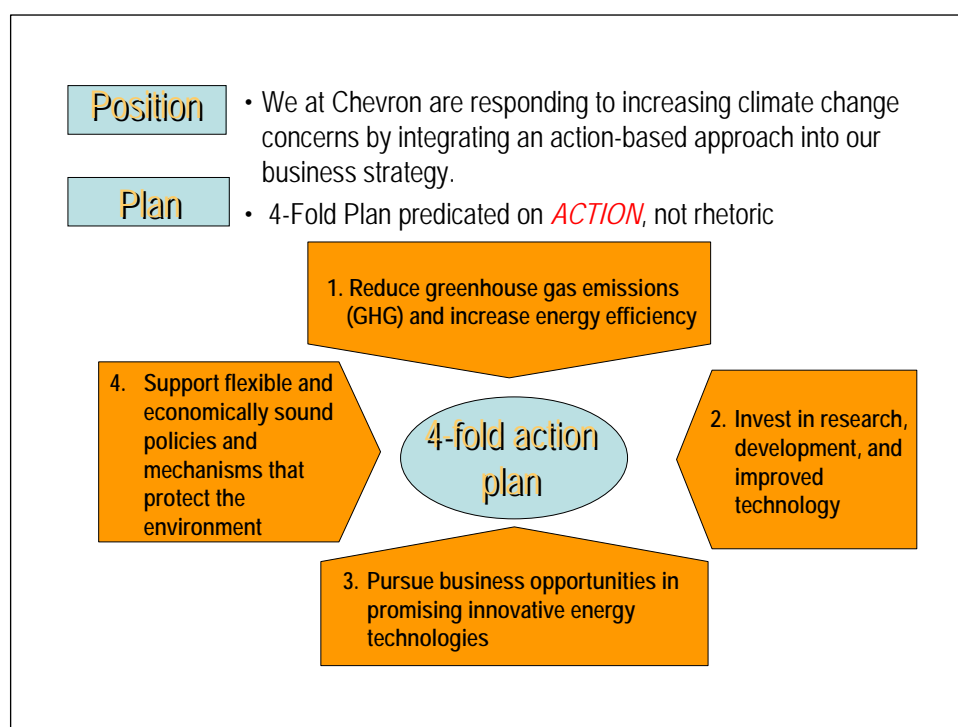 Position
• We at Chevron are responding to increasing climate change
concerns by integrating an action-based approach into our
business strategy.
Plan
• 4-Fold Plan predicated on ACTION, not rhetoric
1. Reduce greenhouse gas emissions
(GHG) and increase energy efficiency
4. Support flexible and
economically sound
policies and
mechanisms that
protect the
environment
4-fold action
plan
2. Invest in research,
development, and
improved
technology
3. Pursue business opportunities in
promising innovative energy
technologies